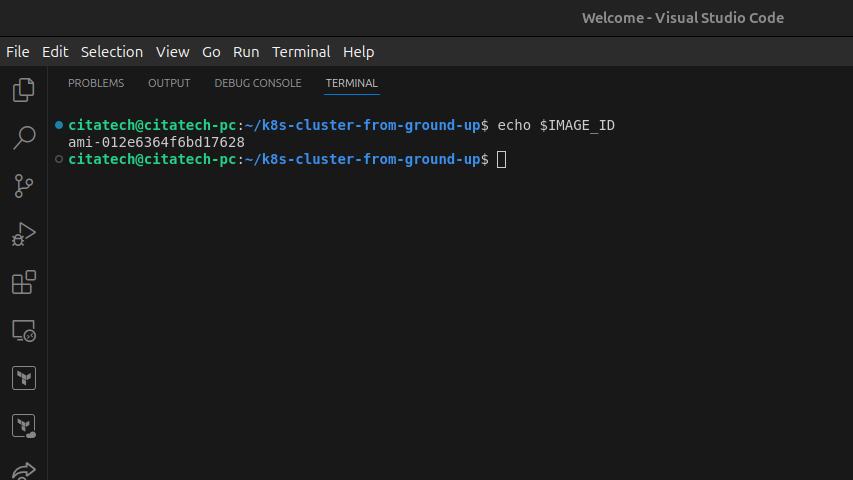 Welcome - Visual Studio Code
File Edit Selection View Go Run Terminal Help
PROBLEMS OUTPUT DEBUG CONSOLE TERMINAL
citatech@citatech-pc:~/k8s-cluster-from-ground-up$ echo $IMAGE_ID
ami-012e6364f6bd17628
citatech@citatech-pc:~/k8s-cluster-from-ground-up$